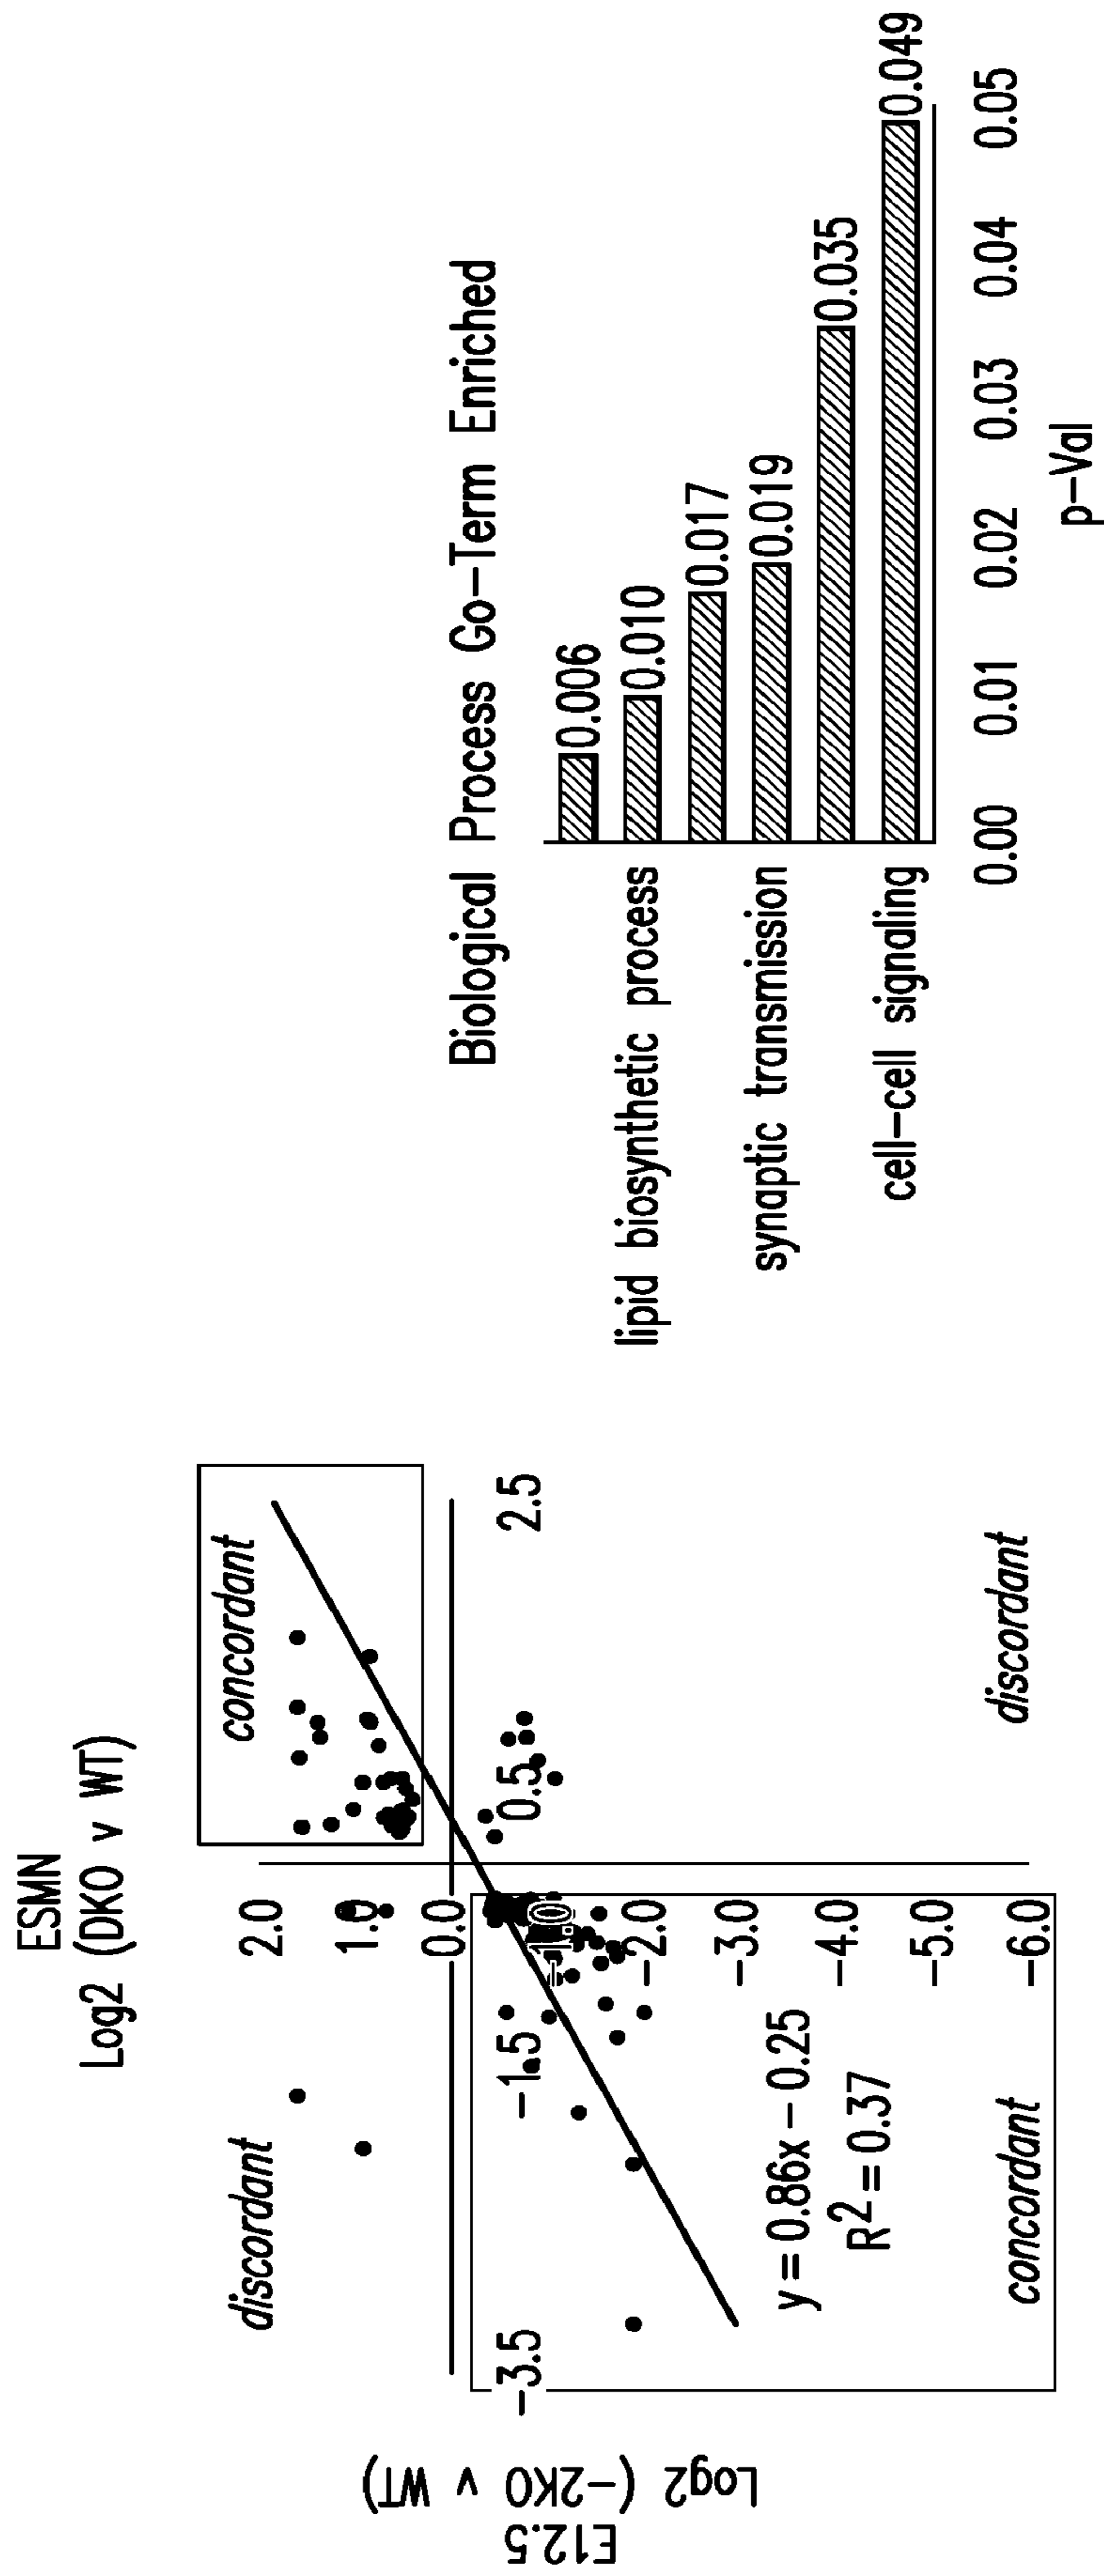 ESMN
Log2 (DKO v WT)
E12.5
Log2 (-2KO v WT)
discordant
concordant
2.0
1.0
0.0
-1.0
-2.0
-3.0
-4.0
-5.0
-6.0
-3.5
-1.5
0.5
2.5
y = 0.86x - 0.25
R2 = 0.37
concordant
discordant
Biological Process Go-Term Enriched
0.006
lipid biosynthetic process
0.010
0.017
synaptic transmission
0.019
0.035
cell-cell signaling
0.049
0.00
0.01
0.02
0.03
0.04
0.05
p-Val